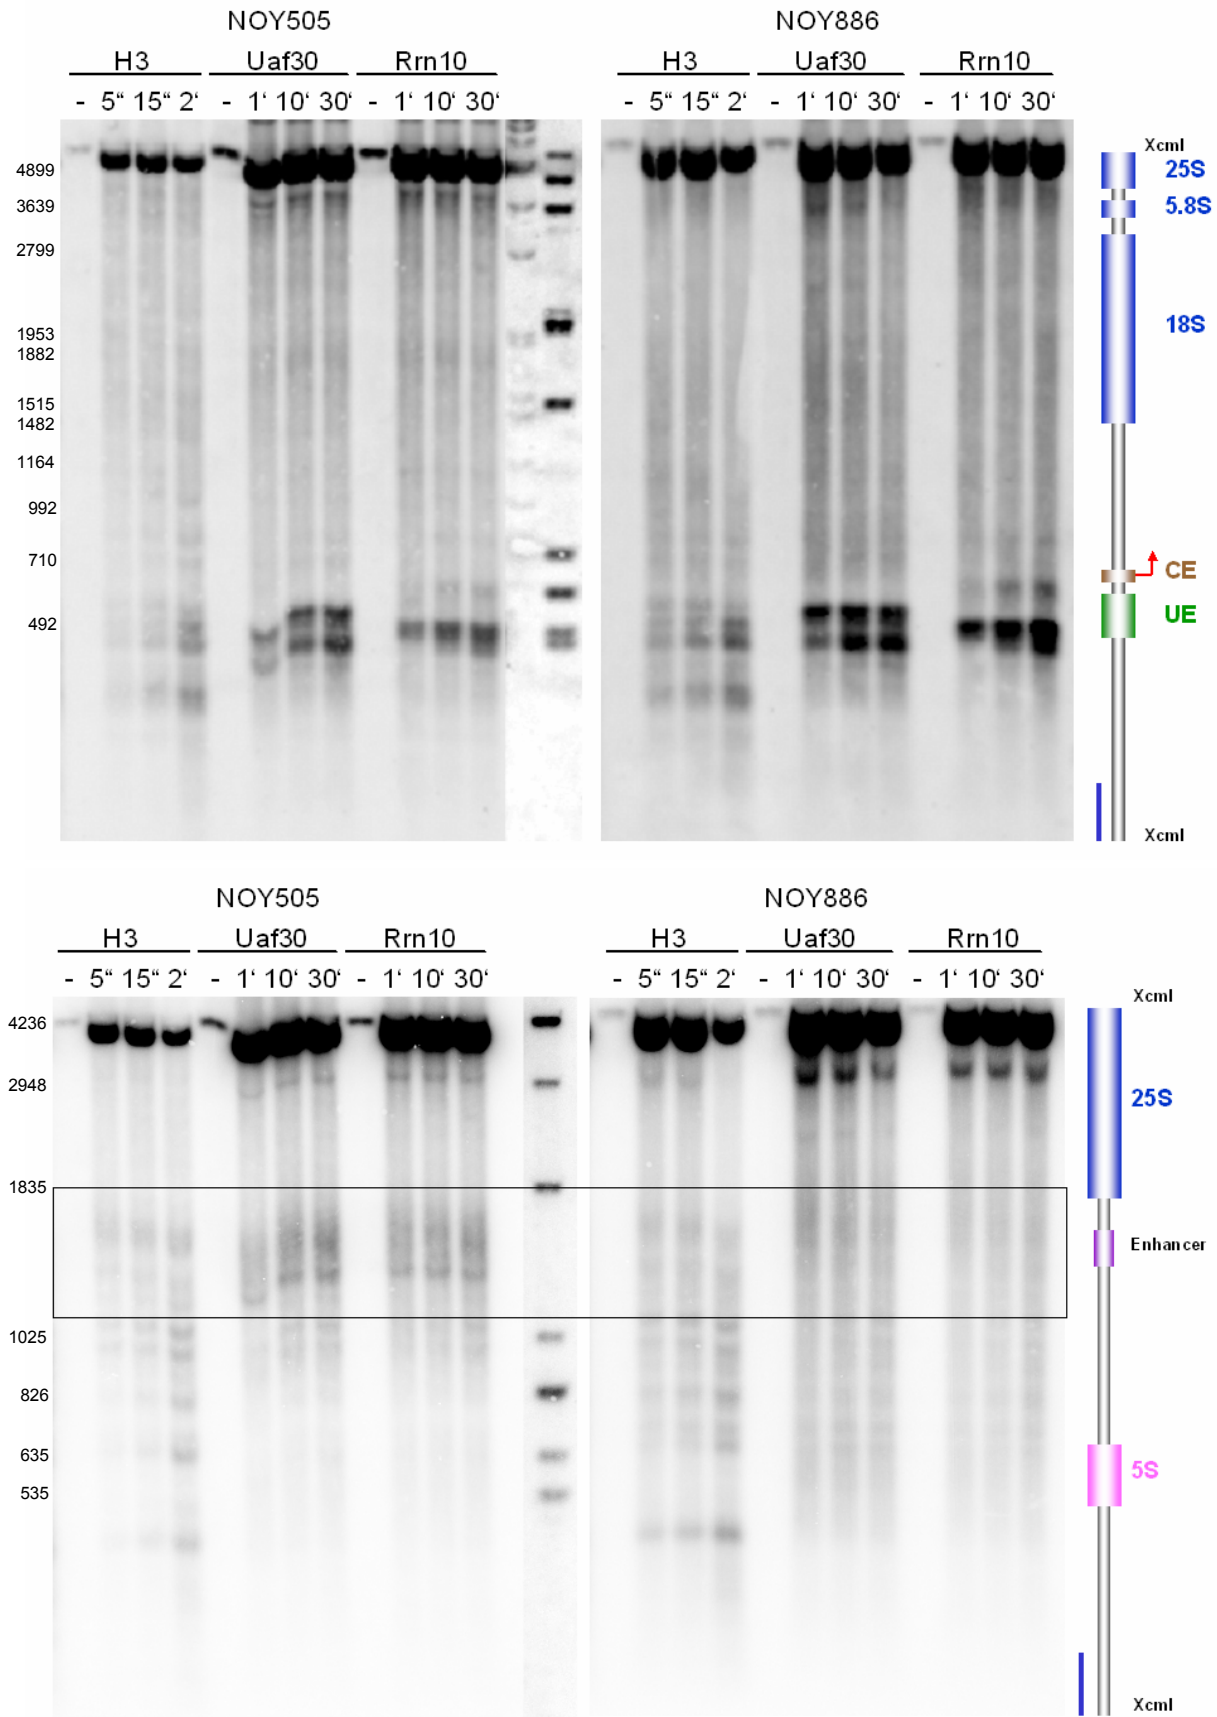 NOY505 NOY886
H3 Uaf30 Rrn10 H3 Uaf30 Rrn10
- 5“ 15“ 2‘ - 1‘ 10‘ 30‘ - 1‘ 10‘ 30‘ - 5“ 15“ 2‘ - 1‘ 10‘ 30‘ - 1‘ 10‘ 30‘
XcmI
4899 25S
3639 5.8S
2799
18S
1953
1882
1515
1482
1164
992
710 CE
492 UE
XcmI
NOY505 NOY886
H3 Uaf30 Rrn10 H3 Uaf30 Rrn10
- 5“ 15“ 2‘ - 1‘ 10‘ 30‘ - 1‘ 10‘ 30‘ - 5“ 15“ 2‘ - 1‘ 10‘ 30‘ - 1‘ 10‘ 30‘
XcmI
4236
2948 25S
1835
Enhancer
1025
826
635 5S
535
XcmI